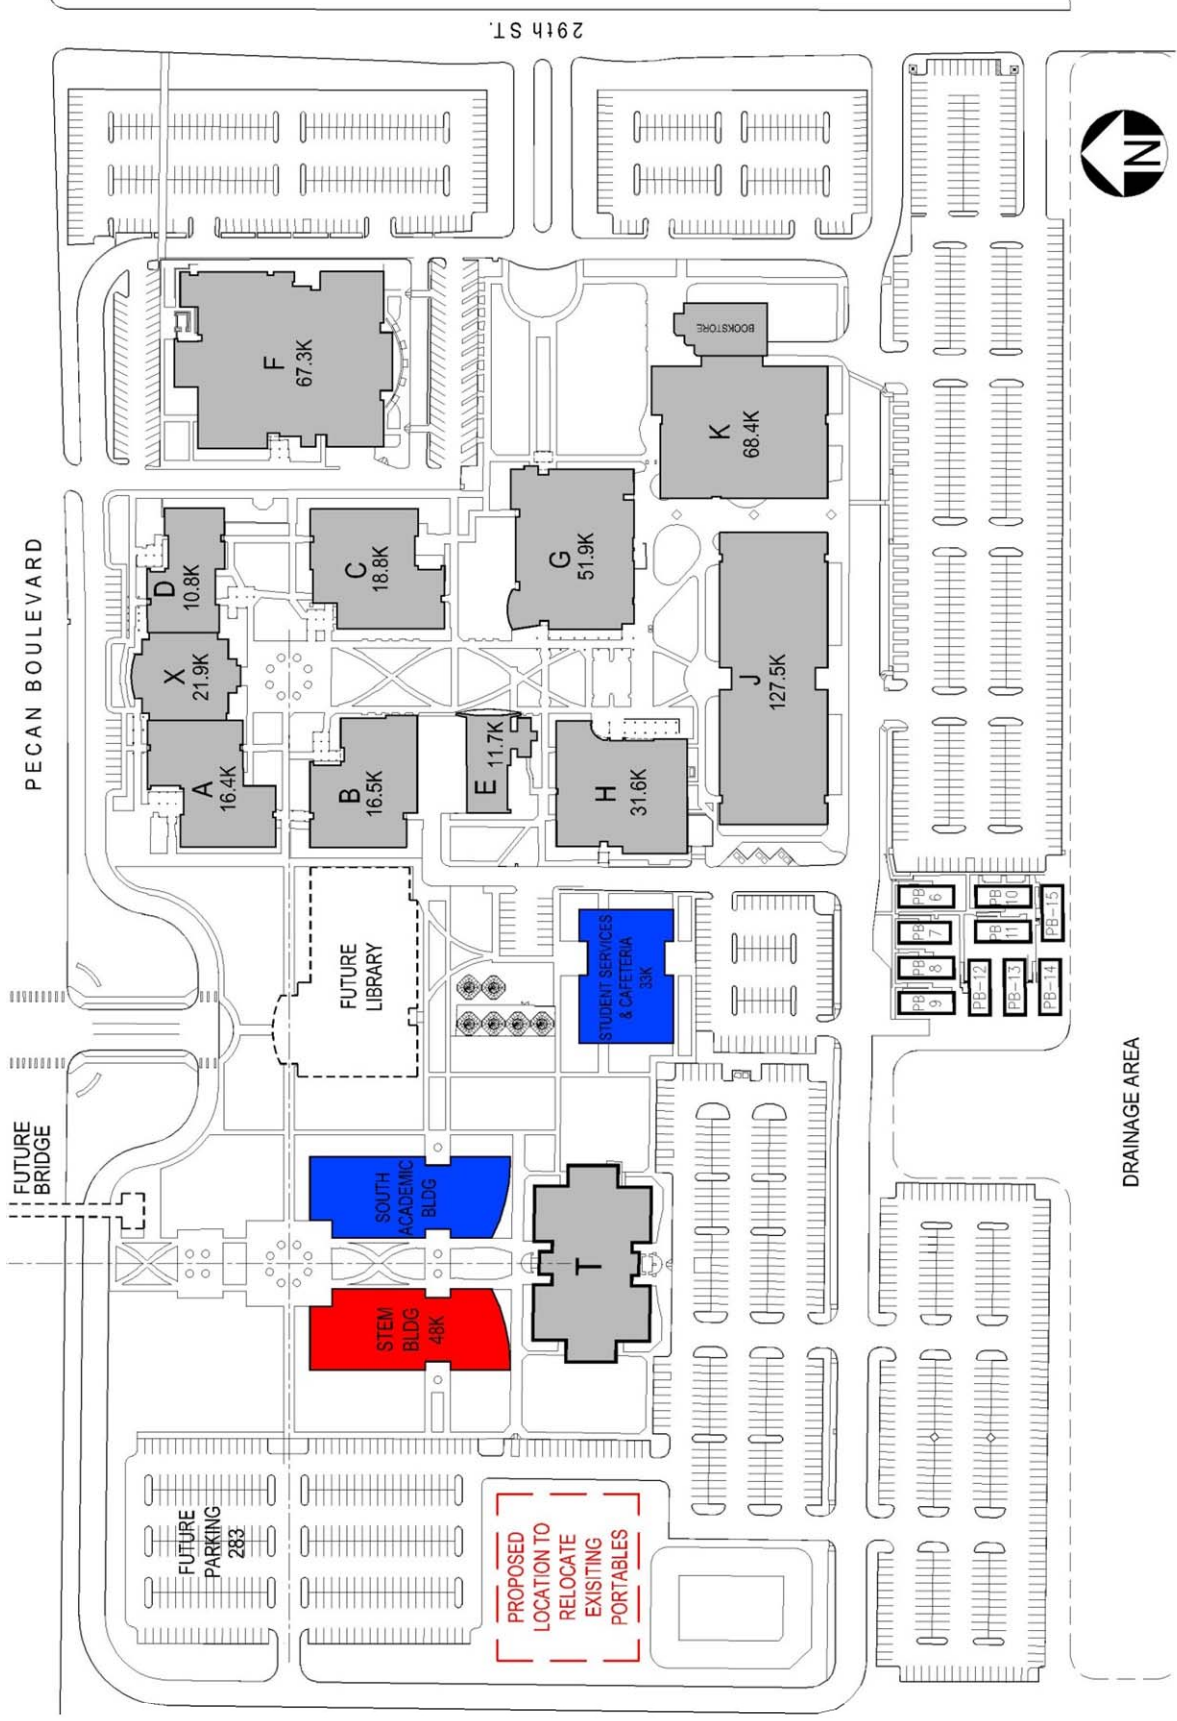 29th ST.
N
PECAN BOULEVARD
F
67.3K
BOOKSTORE
K
68.4K
D
10.8K
C
18.8K
G
51.9K
X
21.9K
J
127.5K
A
16.4K
B
16.5K
E
11.7K
H
31.6K
FUTURE
LIBRARY
STUDENT SERVICES
& CAFETERIA
33K
PB
6
PB
7
PB
8
PB
9
PB
10
PB
11
PB-12
PB-13
PB-14
PB-15
FUTURE
BRIDGE
SOUTH
ACADEMIC
BLDG
STEM
BLDG
48K
T
DRAINAGE AREA
FUTURE
PARKING
283
PROPOSED
LOCATION TO
RELOCATE
EXISITING
PORTABLES